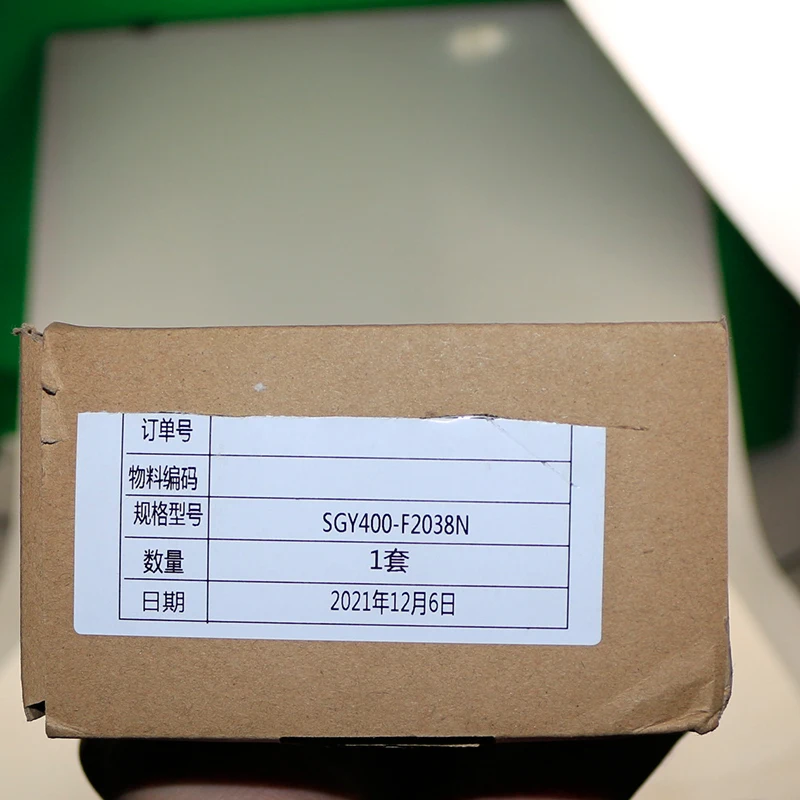 订单号
物料编码
规格型号 SGY400-F2038N
数量 1套
日期 2021年12月6日